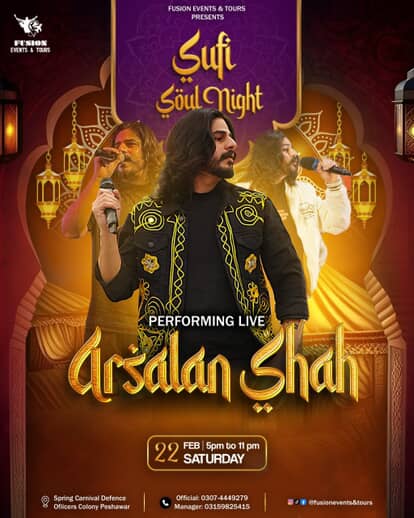 FUSION EVENTS & TOURS
PRESENTS
FUSION
EVENTS & TOURS
Sufi
Soul Night
PERFORMING LIVE
Arsalan Shah
22 FEB | 5pm to 11 pm
SATURDAY
Spring Carnival Defence
Officers Colony Peshawar
Official: 0307-4449279
Manager: 03159825415
@fusionevents&tours